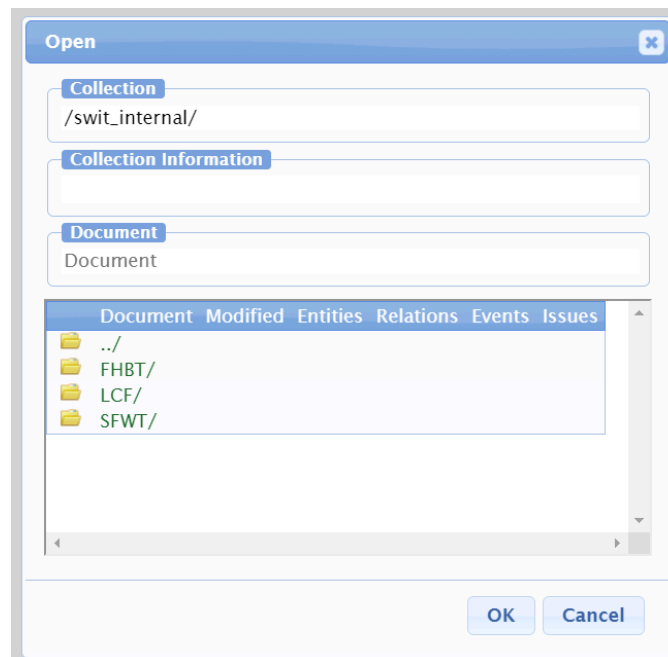 Open
Collection
/swit_internal/
Collection Information
Document
Document
Document Modified Entities Relations Events Issues
../
FHBT/
LCF/
SFWT/
OK Cancel